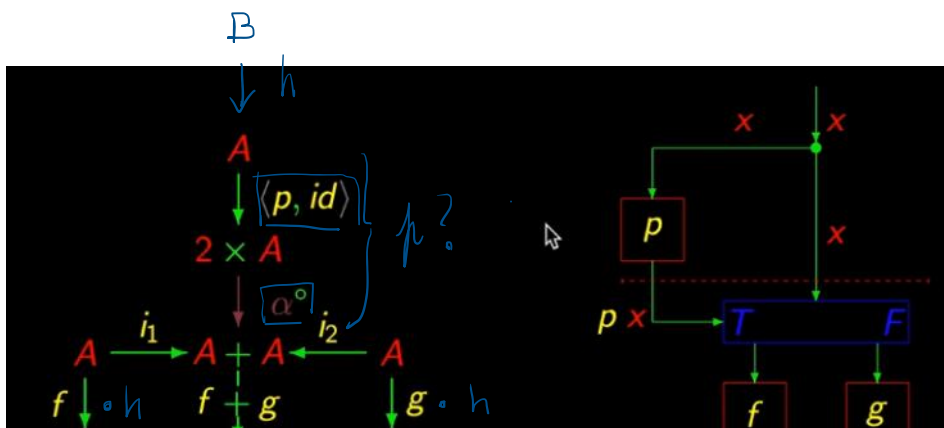 B
h
A
x x
⟨p, id⟩
p?
p
2 × A
x
α°
i₁ i₂
p x
T F
A A + A A
f · h f + g g · h
f g